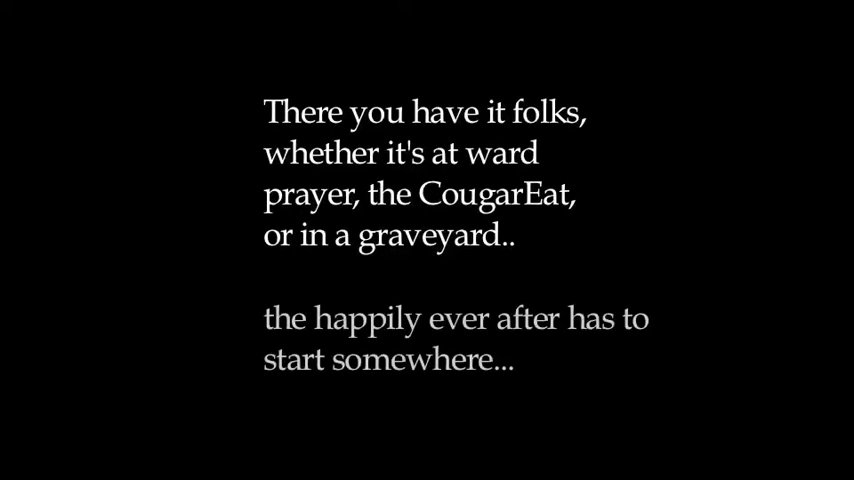 There you have it folks,
whether it's at ward
prayer, the CougarEat,
or in a graveyard..
the happily ever after has to
start somewhere...